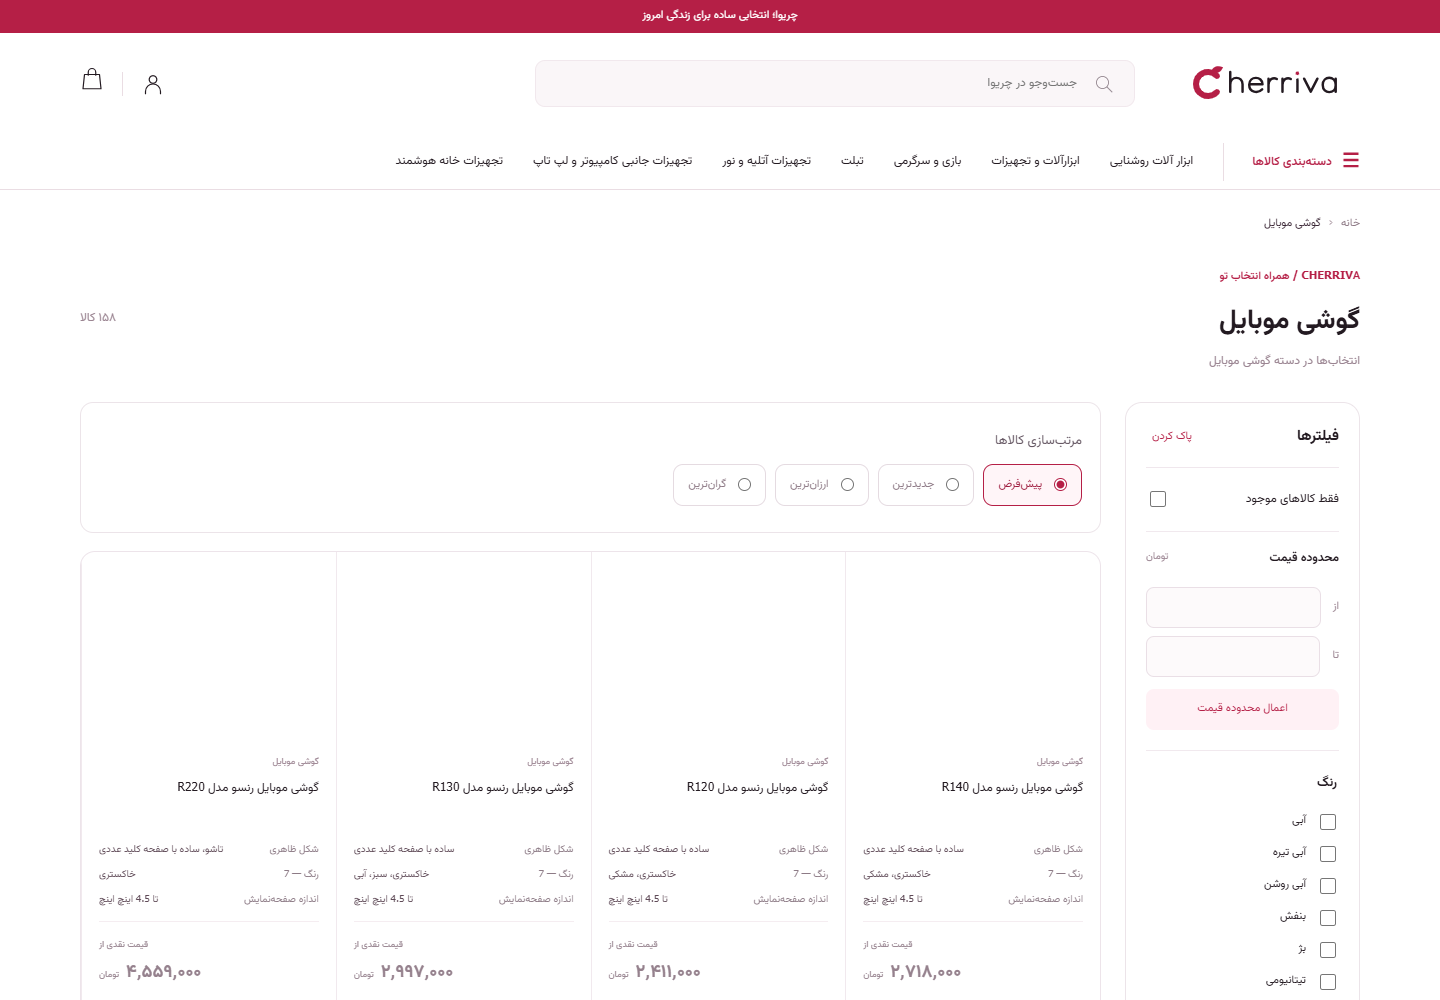 چریوا؛ انتخابی ساده برای زندگی امروز
Cherriva
جست‌وجو در چریوا
دسته‌بندی کالاها
ابزار آلات روشنایی
ابزارآلات و تجهیزات
بازی و سرگرمی
تبلت
تجهیزات آتلیه و نور
تجهیزات جانبی کامپیوتر و لپ تاپ
تجهیزات خانه هوشمند
خانه › گوشی موبایل
CHERRIVA / همراه انتخاب تو
گوشی موبایل
۱۵۸ کالا
انتخاب‌ها در دسته گوشی موبایل
فیلترها
پاک کردن
فقط کالاهای موجود
محدوده قیمت
تومان
از
تا
اعمال محدوده قیمت
رنگ
آبی
آبی تیره
آبی روشن
بنفش
بژ
تیتانیومی
مرتب‌سازی کالاها
پیش‌فرض
جدیدترین
ارزان‌ترین
گران‌ترین
گوشی موبایل
گوشی موبایل رنسو مدل R140
شکل ظاهری ساده با صفحه کلید عددی
رنگ — 7 خاکستری، مشکی
اندازه صفحه‌نمایش تا 4.5 اینچ اینچ
قیمت نقدی از
۲,۷۱۸,۰۰۰ تومان
گوشی موبایل
گوشی موبایل رنسو مدل R120
شکل ظاهری ساده با صفحه کلید عددی
رنگ — 7 خاکستری، مشکی
اندازه صفحه‌نمایش تا 4.5 اینچ اینچ
قیمت نقدی از
۲,۴۱۱,۰۰۰ تومان
گوشی موبایل
گوشی موبایل رنسو مدل R130
شکل ظاهری ساده با صفحه کلید عددی
رنگ — 7 خاکستری، سبز، آبی
اندازه صفحه‌نمایش تا 4.5 اینچ اینچ
قیمت نقدی از
۲,۹۹۷,۰۰۰ تومان
گوشی موبایل
گوشی موبایل رنسو مدل R220
شکل ظاهری تاشو، ساده با صفحه کلید عددی
رنگ — 7 خاکستری
اندازه صفحه‌نمایش تا 4.5 اینچ اینچ
قیمت نقدی از
۴,۵۵۹,۰۰۰ تومان